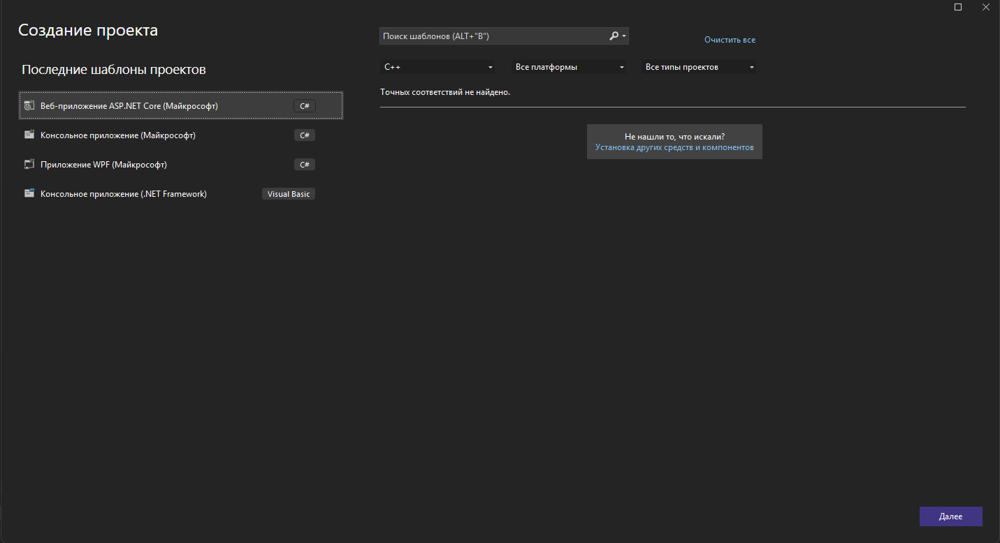 Создание проекта
Последние шаблоны проектов
Веб-приложение ASP.NET Core (Майкрософт) C#
Консольное приложение (Майкрософт) C#
Приложение WPF (Майкрософт) C#
Консольное приложение (.NET Framework) Visual Basic
Поиск шаблонов (ALT+"B")
Очистить все
C++ Все платформы Все типы проектов
Точных соответствий не найдено.
Не нашли то, что искали?
Установка других средств и компонентов
Далее